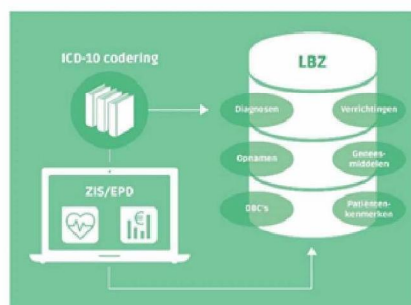 ICD-10 codering
LBZ
Diagnosen
Verrichtingen
Opnamen
Genees-
middelen
ZIS/EPD
€
DBC's
Patiënten-
kenmerken